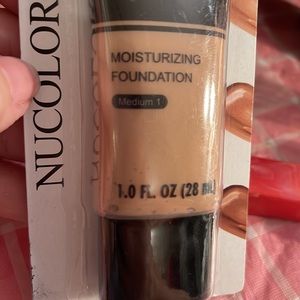 NUCOLOR
MOISTURIZING
FOUNDATION
Medium 1
1.0 FL. OZ (28 ML)